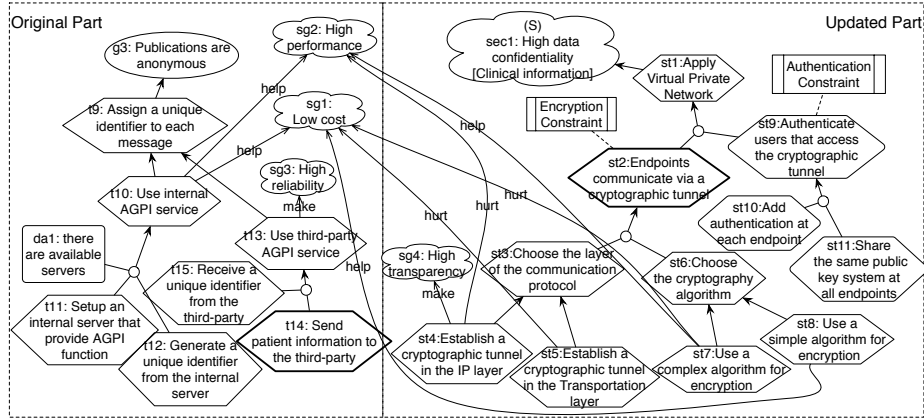 Original Part
Updated Part
g3: Publications are
anonymous
sg2: High
performance
(S)
sec1: High data
confidentiality
[Clinical information]
st1:Apply
Virtual Private
Network
Authentication
Constraint
t9: Assign a unique
identifier to each
message
help
sg1:
Low cost
help
Encryption
Constraint
st9:Authenticate
users that access
the cryptographic
tunnel
help
sg3: High
reliability
make
st2:Endpoints
communicate via a
cryptographic tunnel
t10: Use internal
AGPI service
hurt
st10:Add
authentication at
each endpoint
da1: there
are available
servers
t13: Use third-party
AGPI service
hurt
hurt
sg4: High
transparency
make
help
st3:Choose the layer
of the communication
protocol
st6:Choose
the cryptography
algorithm
st11:Share
the same public
key system at
all endpoints
t15: Receive a
unique identifier
from the
third-party
t11: Setup an
internal server that
provide AGPI
function
t12: Generate a
unique identifier
from the internal
server
t14: Send
patient information to
the third-party
st4:Establish a
cryptographic tunnel
in the IP layer
st5:Establish a
cryptographic tunnel
in the Transportation
layer
st7:Use a
complex algorithm for
encryption
st8: Use a
simple algorithm for
encryption